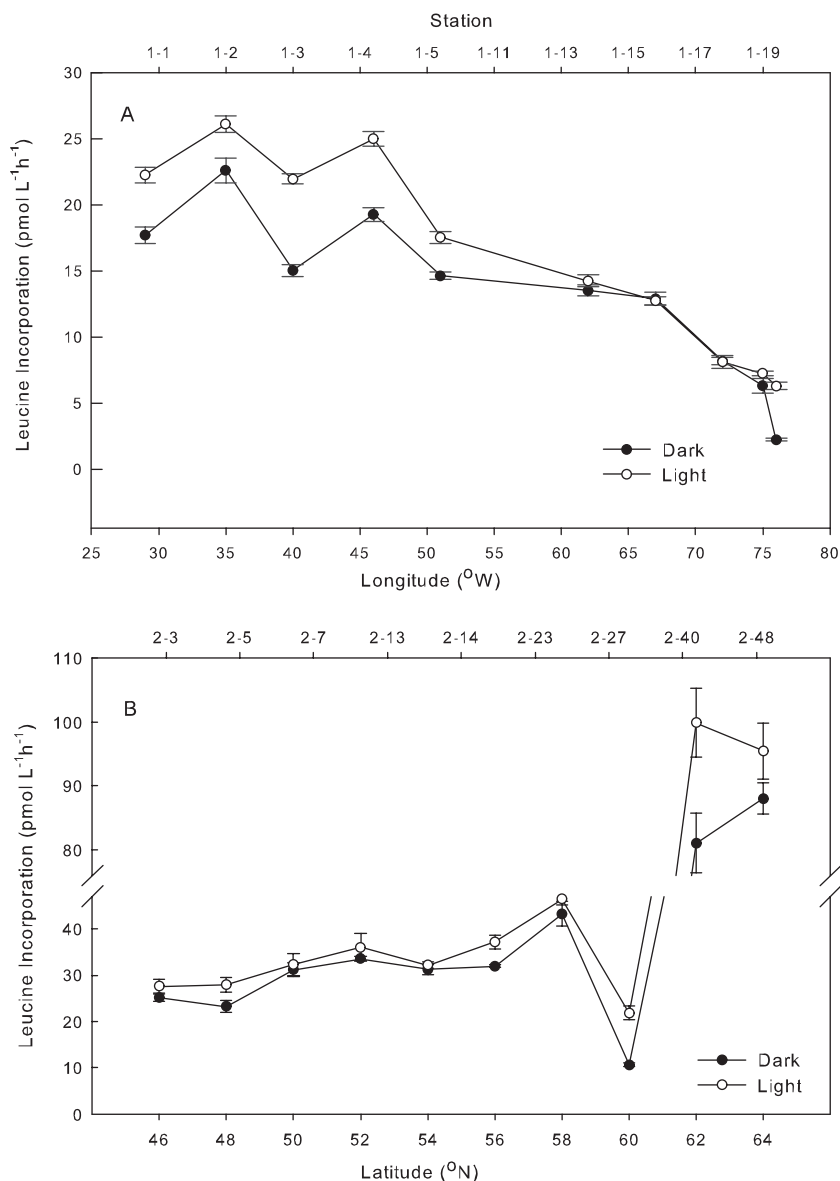 Station
1-1 1-2 1-3 1-4 1-5 1-11 1-13 1-15 1-17 1-19
A
Leucine Incorporation (pmol L⁻¹h⁻¹)
30
25
20
15
10
5
0
Dark
Light
25 30 35 40 45 50 55 60 65 70 75 80
Longitude (ᴼW)
2-3 2-5 2-7 2-13 2-14 2-23 2-27 2-40 2-48
B
Leucine Incorporation (pmol L⁻¹h⁻¹)
110
100
90
80
40
30
20
10
0
Dark
Light
46 48 50 52 54 56 58 60 62 64
Latitude (ᴼN)